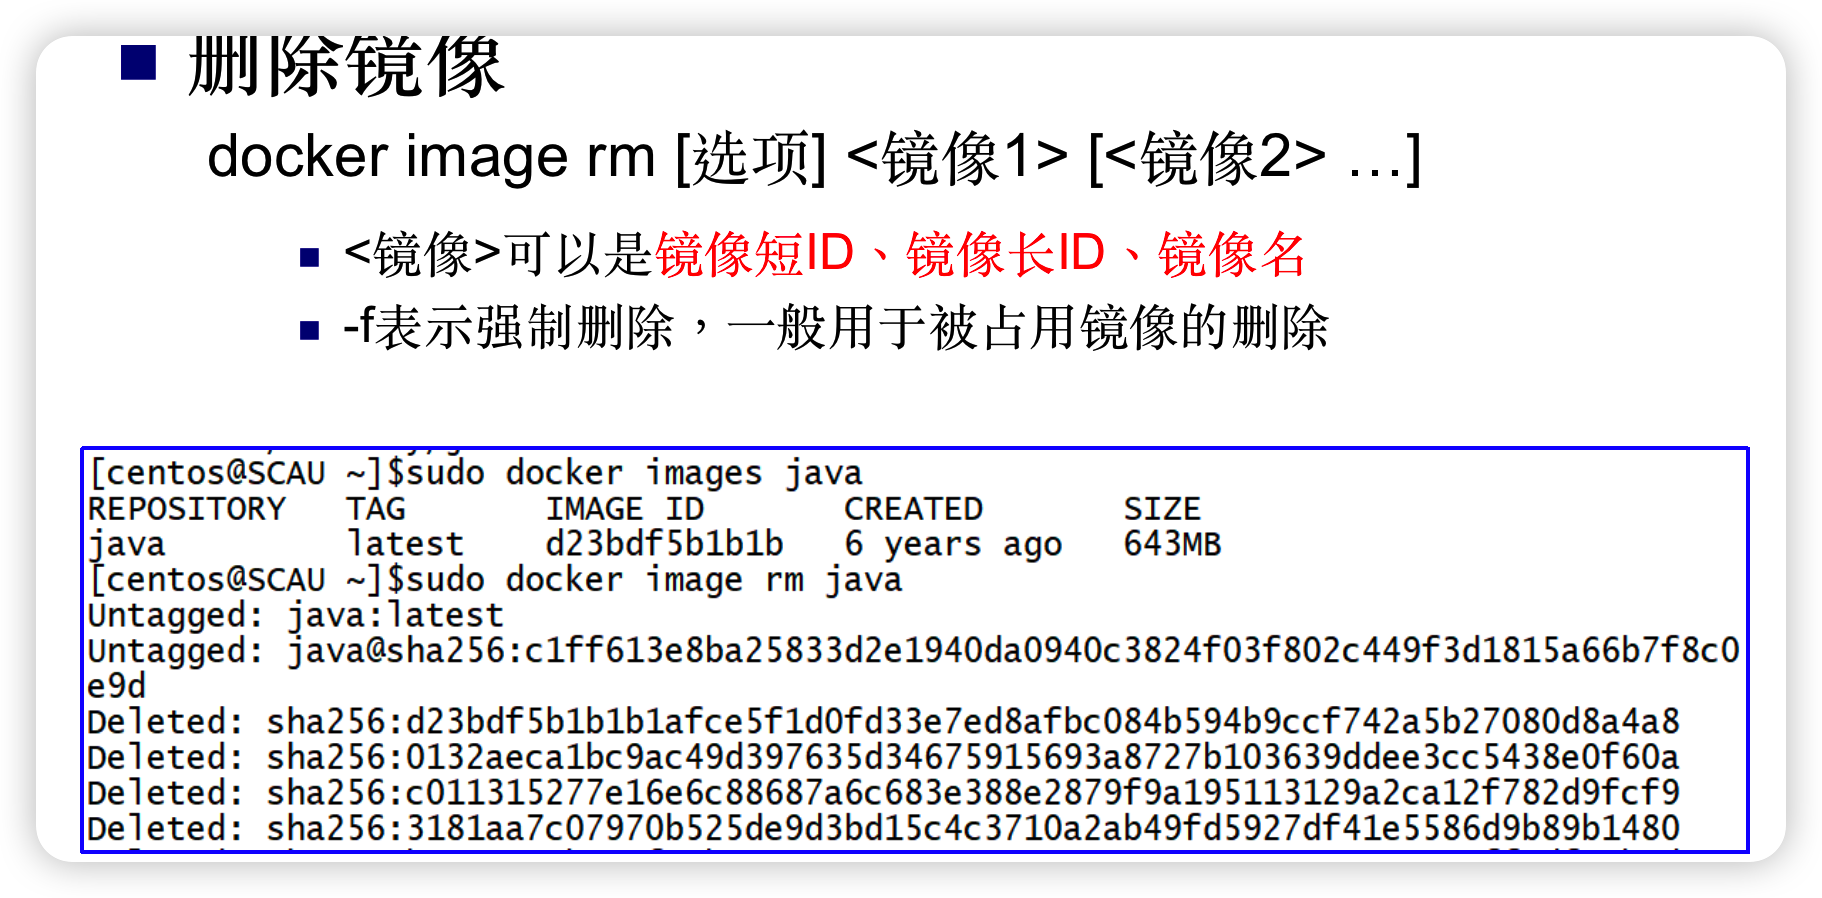 删除镜像
docker image rm [选项] <镜像1> [<镜像2> …]
<镜像>可以是镜像短ID、镜像长ID、镜像名
-f表示强制删除，一般用于被占用镜像的删除
[centos@SCAU ~]$sudo docker images java
REPOSITORY TAG IMAGE ID CREATED SIZE
java latest d23bdf5b1b1b 6 years ago 643MB
[centos@SCAU ~]$sudo docker image rm java
Untagged: java:latest
Untagged: java@sha256:c1ff613e8ba25833d2e1940da0940c3824f03f802c449f3d1815a66b7f8c0
e9d
Deleted: sha256:d23bdf5b1b1b1afce5f1d0fd33e7ed8afbc084b594b9ccf742a5b27080d8a4a8
Deleted: sha256:0132aeca1bc9ac49d397635d34675915693a8727b103639ddee3cc5438e0f60a
Deleted: sha256:c011315277e16e6c88687a6c683e388e2879f9a195113129a2ca12f782d9fcf9
Deleted: sha256:3181aa7c07970b525de9d3bd15c4c3710a2ab49fd5927df41e5586d9b89b1480